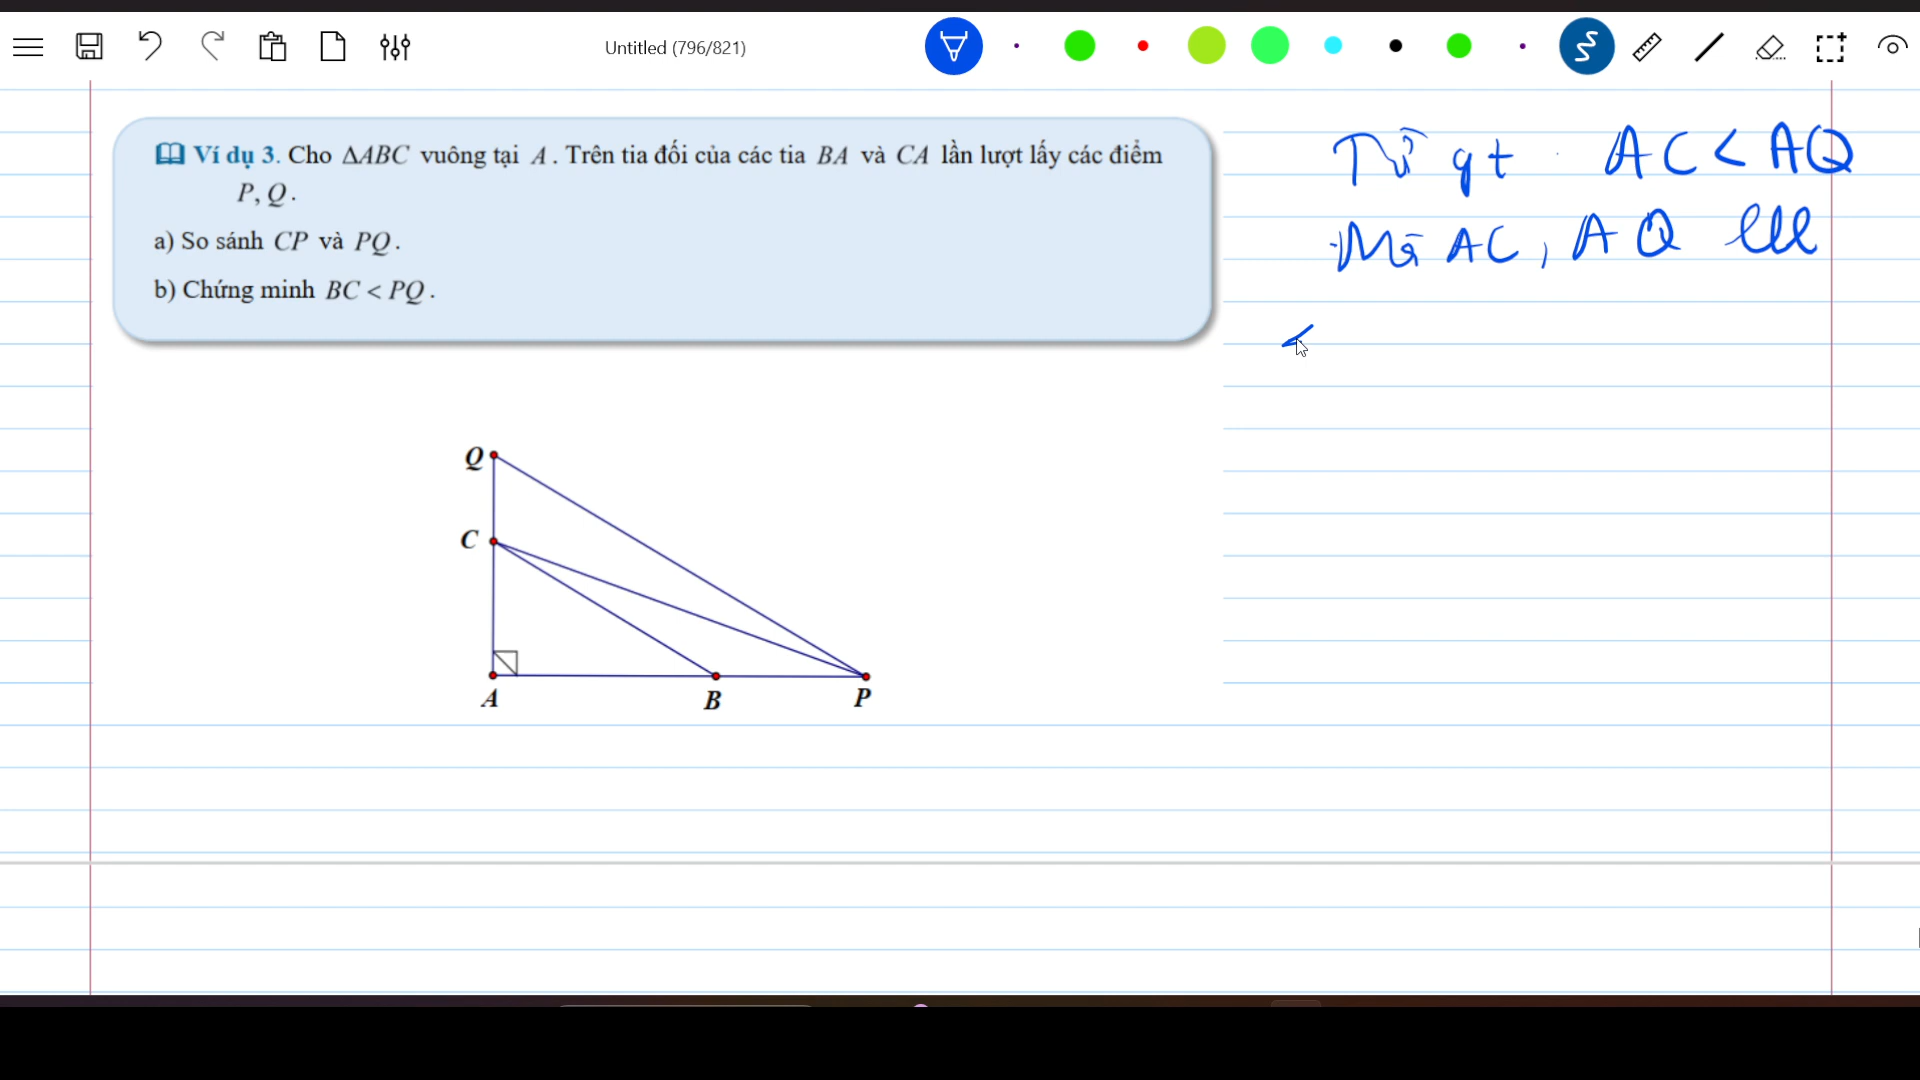 Untitled (796/821)
Ví dụ 3. Cho ΔABC vuông tại A. Trên tia đối của các tia BA và CA lần lượt lấy các điểm
P, Q.
a) So sánh CP và PQ.
b) Chứng minh BC < PQ.
Từ gt AC < AQ
Mà AC, AQ lll
Q
C
A
B
P